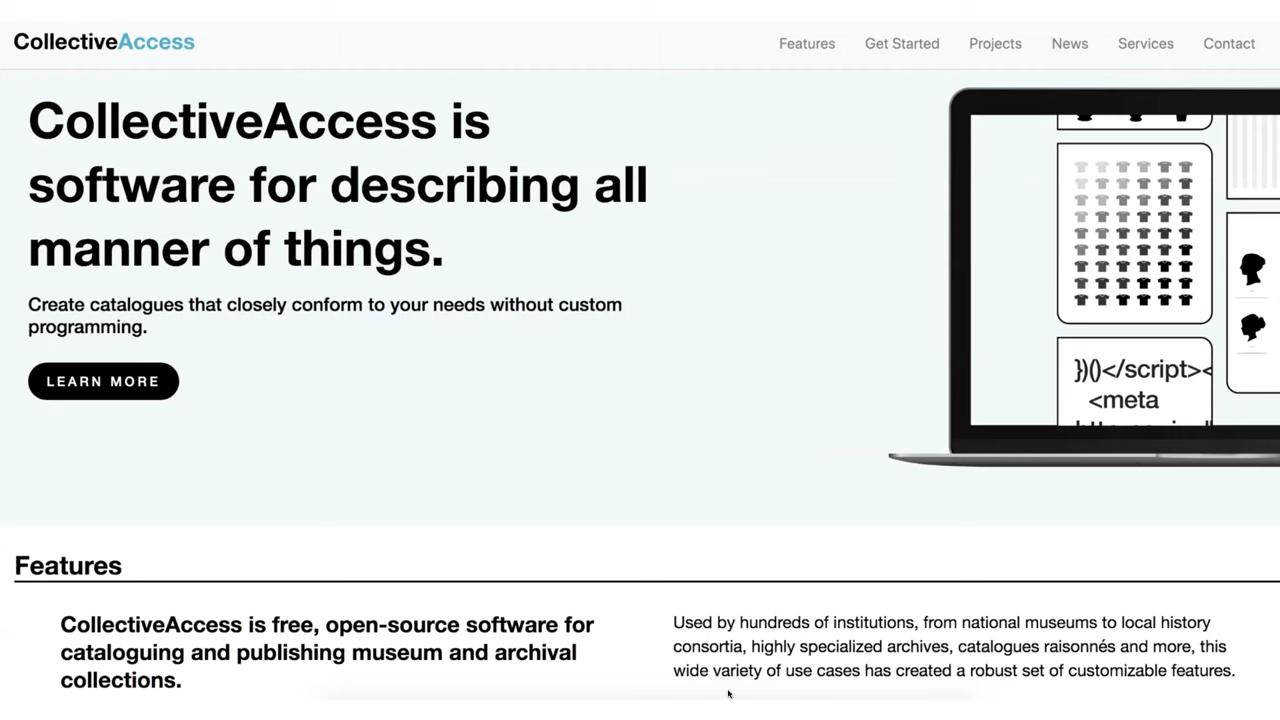 CollectiveAccess
Features
Get Started
Projects
News
Services
Contact
CollectiveAccess is
software for describing all
manner of things.
Create catalogues that closely conform to your needs without custom
programming.
LEARN MORE
})()</script><
<meta
Features
CollectiveAccess is free, open-source software for
cataloguing and publishing museum and archival
collections.
Used by hundreds of institutions, from national museums to local history
consortia, highly specialized archives, catalogues raisonnés and more, this
wide variety of use cases has created a robust set of customizable features.